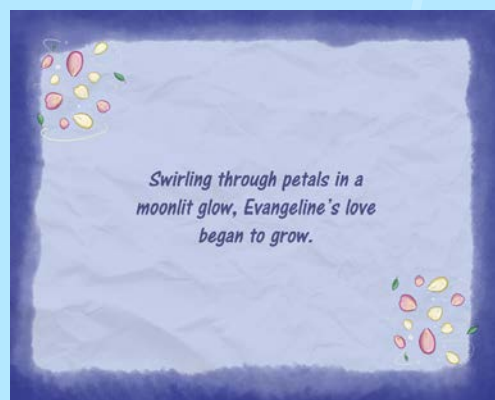 Swirling through petals in a
moonlit glow, Evangeline's love
began to grow.